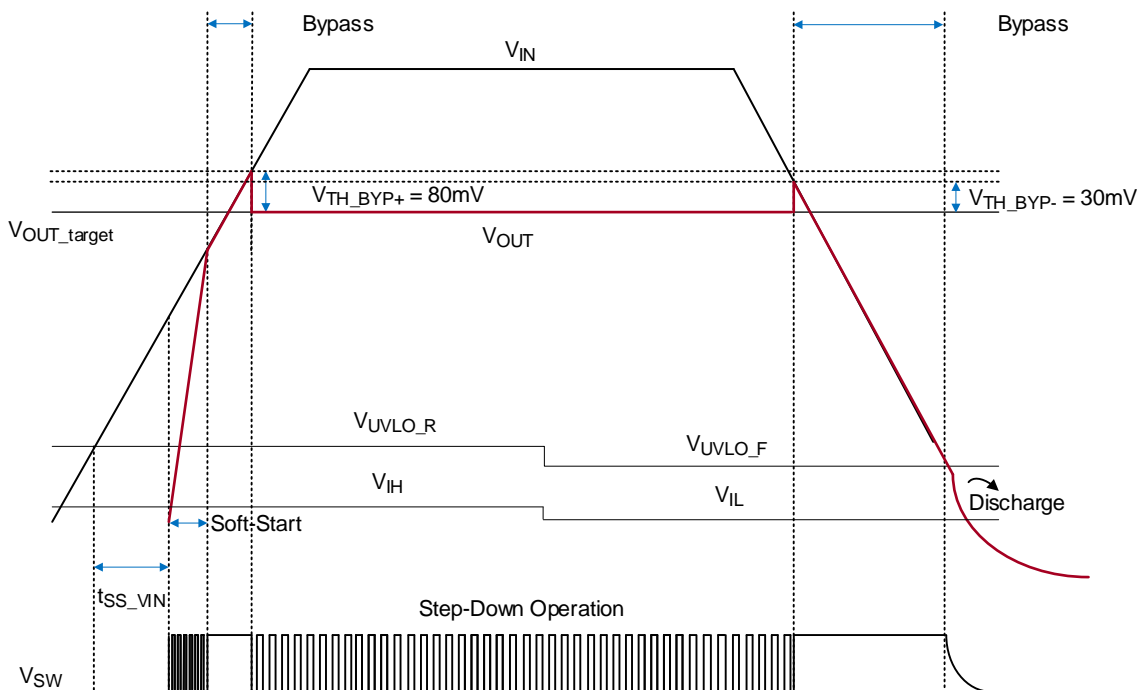 Bypass
Bypass
VIN
VTH_BYP+ = 80mV
VTH_BYP- = 30mV
VOUT_target
VOUT
VUVLO_R
VUVLO_F
VIH
VIL
Discharge
Soft-Start
tSS_VIN
Step-Down Operation
VSW